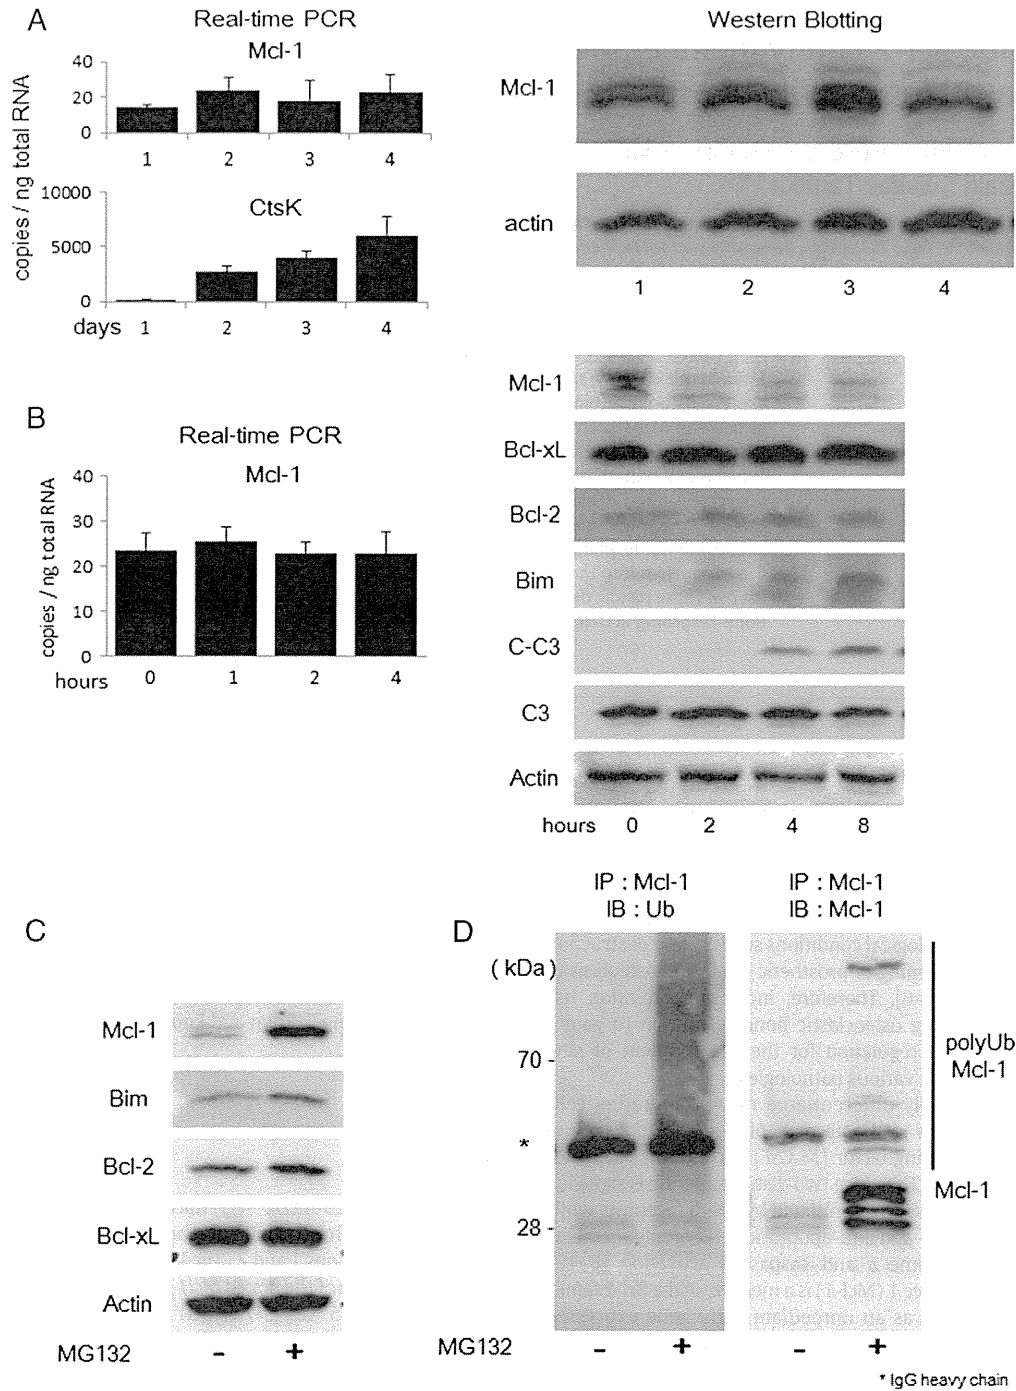 A
Real-time PCR
Mcl-1
copies / ng total RNA
40
20
0
1 2 3 4
CtsK
10000
5000
0
days 1 2 3 4
Western Blotting
Mcl-1
actin
1 2 3 4
B
Real-time PCR
Mcl-1
copies / ng total RNA
40
30
20
10
0
hours 0 1 2 4
Mcl-1
Bcl-xL
Bcl-2
Bim
C-C3
C3
Actin
hours 0 2 4 8
C
Mcl-1
Bim
Bcl-2
Bcl-xL
Actin
MG132 - +
D
IP : Mcl-1
IB : Ub
IP : Mcl-1
IB : Mcl-1
( kDa)
70 -
*
28 -
polyUb
Mcl-1
Mcl-1
MG132 - + - +
* IgG heavy chain